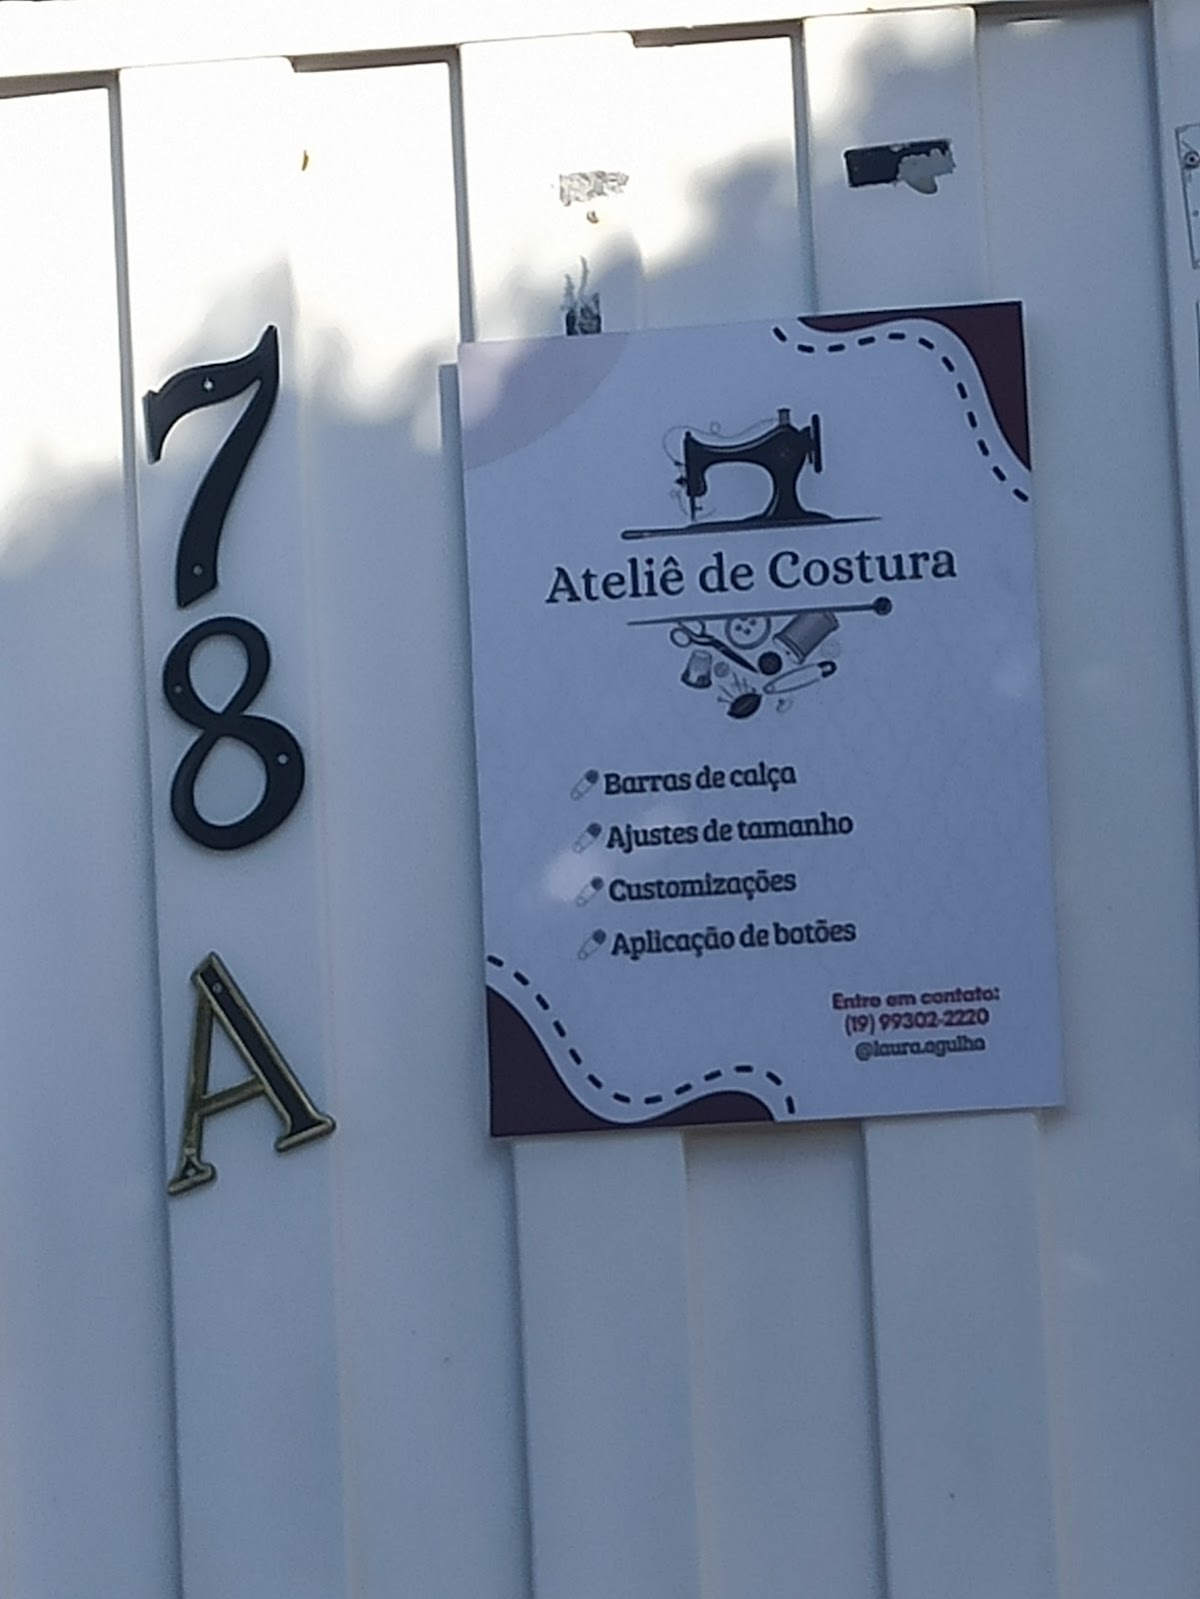 7
8
A
Ateliê de Costura
Barras de calça
Ajustes de tamanho
Customizações
Aplicação de botões
Entre em contato:
(19) 99302-2220
@laura.agulha